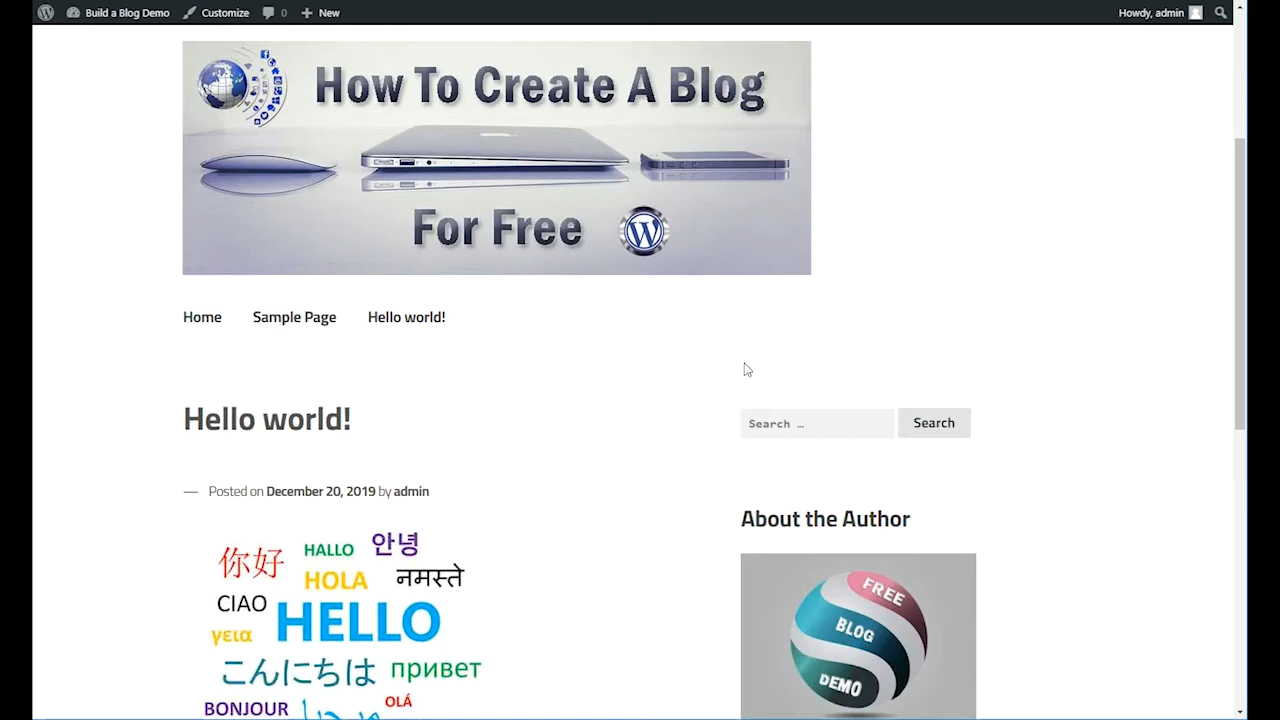 Build a Blog Demo Customize 0 New Howdy, admin
How To Create A Blog
For Free
Home Sample Page Hello world!
Hello world!
Search …
Search
Posted on December 20, 2019 by admin
About the Author
你好 HALLO 안녕
HOLA नमस्ते
CIAO HELLO
γεια
こんにちは привет
BONJOUR OLÁ
FREE
BLOG
DEMO